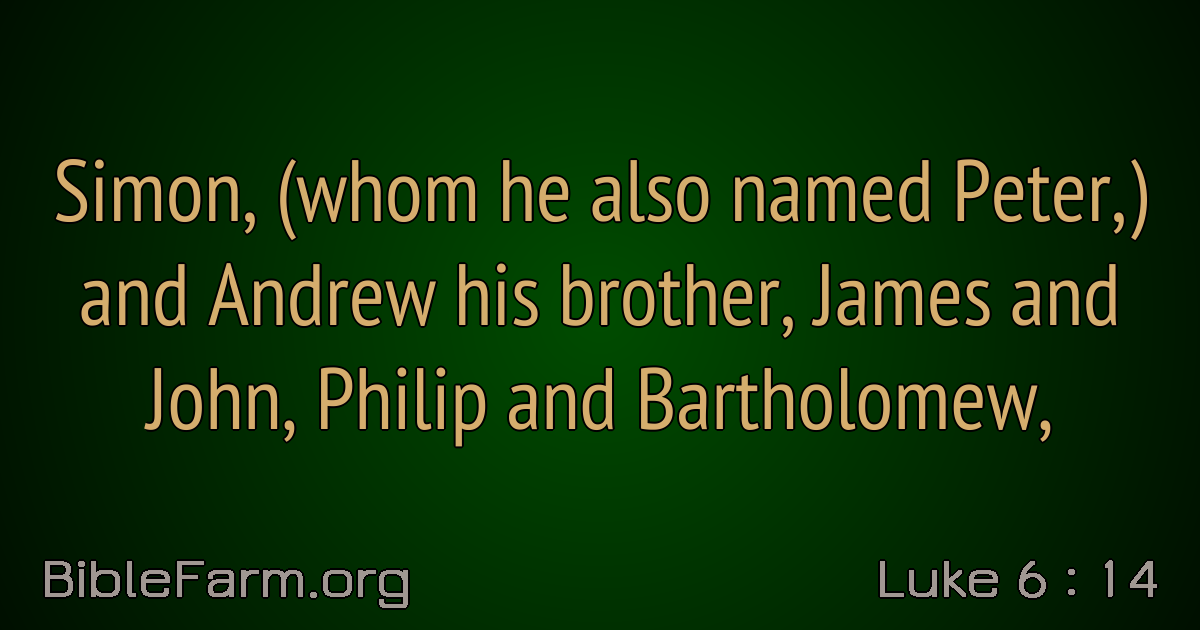 Simon, (whom he also named Peter,)
and Andrew his brother, James and
John, Philip and Bartholomew,
BibleFarm.org
Luke 6 : 14